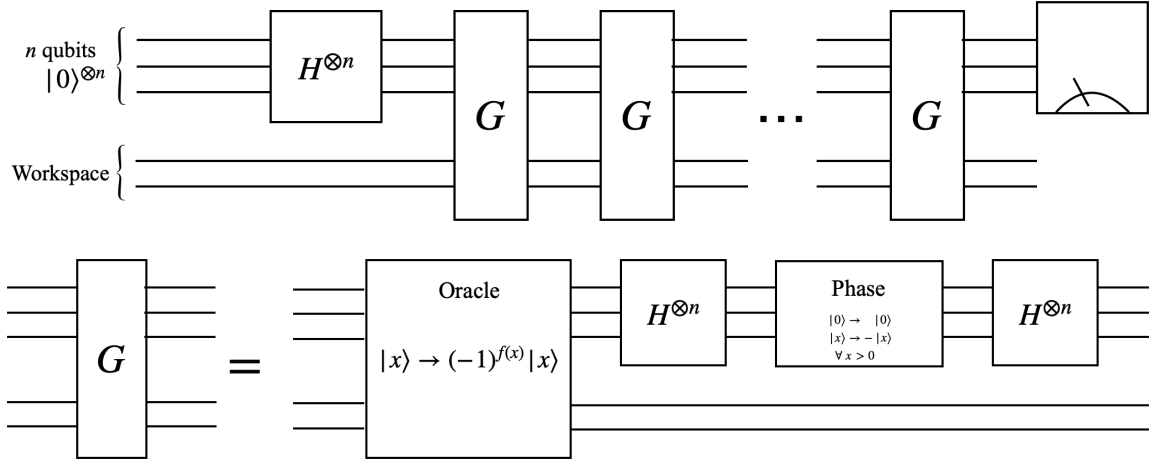 n qubits
|0⟩⊗n
H⊗n
G
G
...
G
Workspace
G
=
Oracle
|x⟩ → (-1)f(x) |x⟩
H⊗n
Phase
|0⟩ → |0⟩
|x⟩ → - |x⟩
∀ x > 0
H⊗n